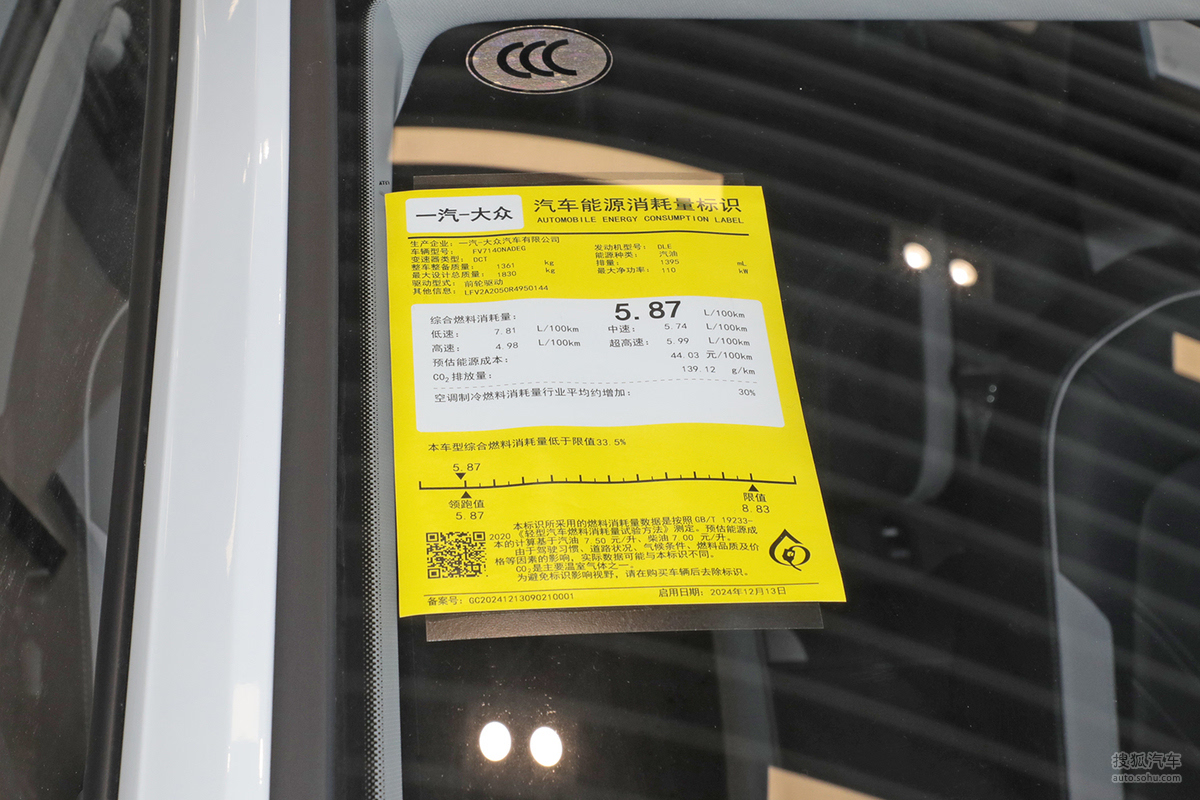 CCC
一汽-大众
汽车能源消耗量标识
AUTOMOBILE ENERGY CONSUMPTION LABEL
生产企业: 一汽-大众汽车有限公司
车辆型号: FV7140NADEG 发动机型号: DLE
变速器类型: DCT 能源种类: 汽油
整车整备质量: 1361 kg 排量: 1395 mL
最大设计总质量: 1830 kg 最大净功率: 110 kW
驱动型式: 前轮驱动
其他信息: LFV2A2050R4950144
综合燃料消耗量: 5.87 L/100km
低速: 7.81 L/100km 中速: 5.74 L/100km
高速: 4.98 L/100km 超高速: 5.99 L/100km
预估能源成本: 44.03 元/100km
CO₂排放量: 139.12 g/km
空调制冷燃料消耗量行业平均约增加: 30%
本车型综合燃料消耗量低于限值33.5%
5.87
领跑值 限值
5.87 8.83
本标识所采用的燃料消耗量数据是按照GB/T 19233-
2020《轻型汽车燃料消耗量试验方法》测定。预估能源成
本的计算基于汽油 7.50 元/升、柴油 7.00 元/升。
由于驾驶习惯、道路状况、气候条件、燃料品质及价
格等因素的影响，实际数据可能与本标识不同。
CO₂是主要温室气体之一。
为避免标识影响视野，请在购买车辆后去除标识。
备案号: GC20241213090210001 启用日期: 2024年12月13日
搜狐汽车
auto.sohu.com